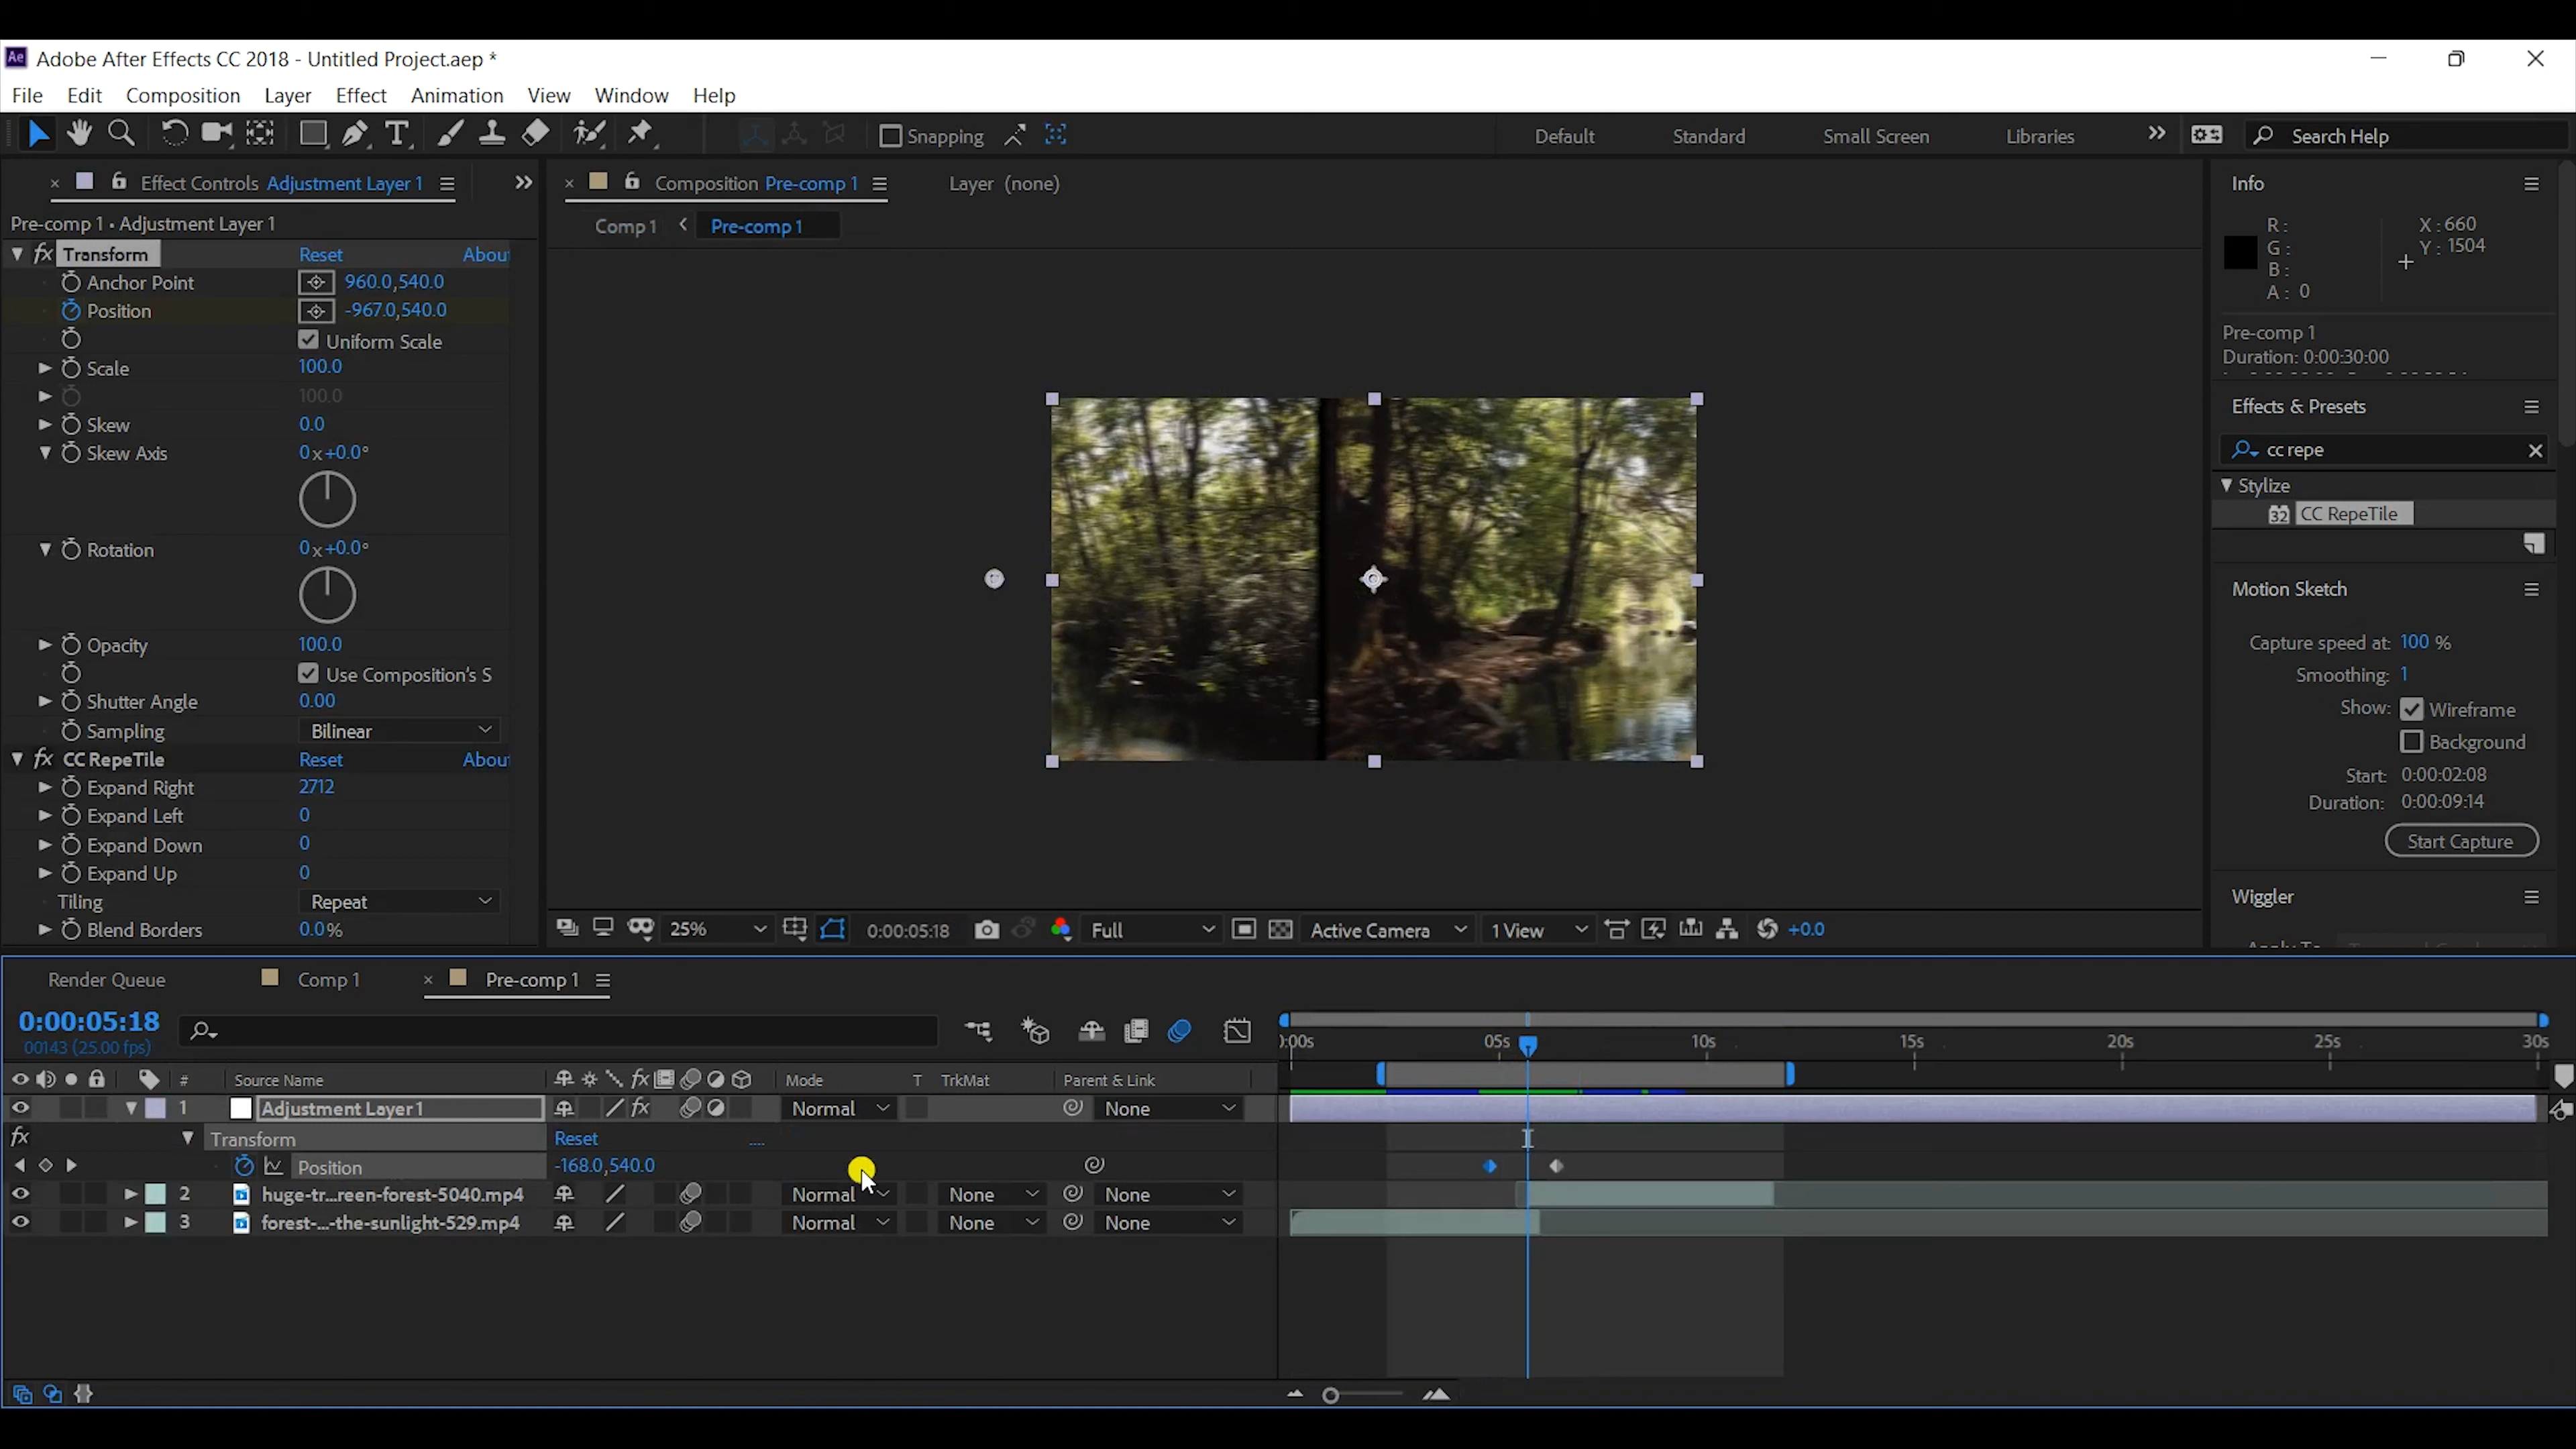 Ae Adobe After Effects CC 2018 - Untitled Project.aep *
File Edit Composition Layer Effect Animation View Window Help
Snapping Default Standard Small Screen Libraries Search Help
Effect Controls Adjustment Layer 1
Pre-comp 1 • Adjustment Layer 1
fx Transform Reset Abou
Anchor Point 960.0,540.0
Position -967.0,540.0
Uniform Scale
Scale 100.0
100.0
Skew 0.0
Skew Axis 0x+0.0°
Rotation 0x+0.0°
Opacity 100.0
Use Composition's S
Shutter Angle 0.00
Sampling Bilinear
fx CC RepeTile Reset Abou
Expand Right 2712
Expand Left 0
Expand Down 0
Expand Up 0
Tiling Repeat
Blend Borders 0.0%
Composition Pre-comp 1 Layer (none)
Comp 1 Pre-comp 1
25% 0:00:05:18 Full Active Camera 1 View +0.0
Info
R: X: 660
G: Y: 1504
B:
A: 0
Pre-comp 1
Duration: 0:00:30:00
Effects & Presets
cc repe
Stylize
32 CC RepeTile
Motion Sketch
Capture speed at: 100 %
Smoothing: 1
Show: Wireframe
Background
Start: 0:00:02:08
Duration: 0:00:09:14
Start Capture
Wiggler
Render Queue Comp 1 Pre-comp 1
0:00:05:18
00143 (25.00 fps)
:00s 05s 10s 15s 20s 25s 30s
# Source Name fx Mode T TrkMat Parent & Link
1 Adjustment Layer 1 fx Normal None
fx Transform Reset ....
Position -168.0,540.0
2 huge-tr...reen-forest-5040.mp4 Normal None None
3 forest-...-the-sunlight-529.mp4 Normal None None